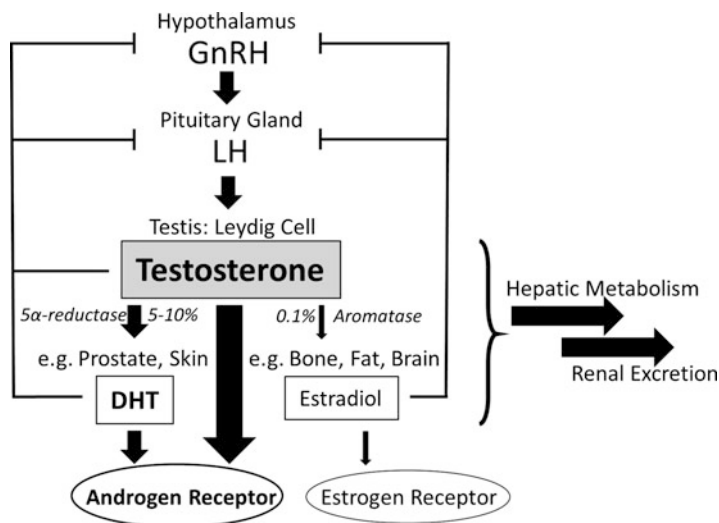 Hypothalamus
GnRH
Pituitary Gland
LH
Testis: Leydig Cell
Testosterone
5α-reductase 5-10% 0.1% Aromatase
e.g. Prostate, Skin e.g. Bone, Fat, Brain
DHT Estradiol
Androgen Receptor Estrogen Receptor
Hepatic Metabolism
Renal Excretion